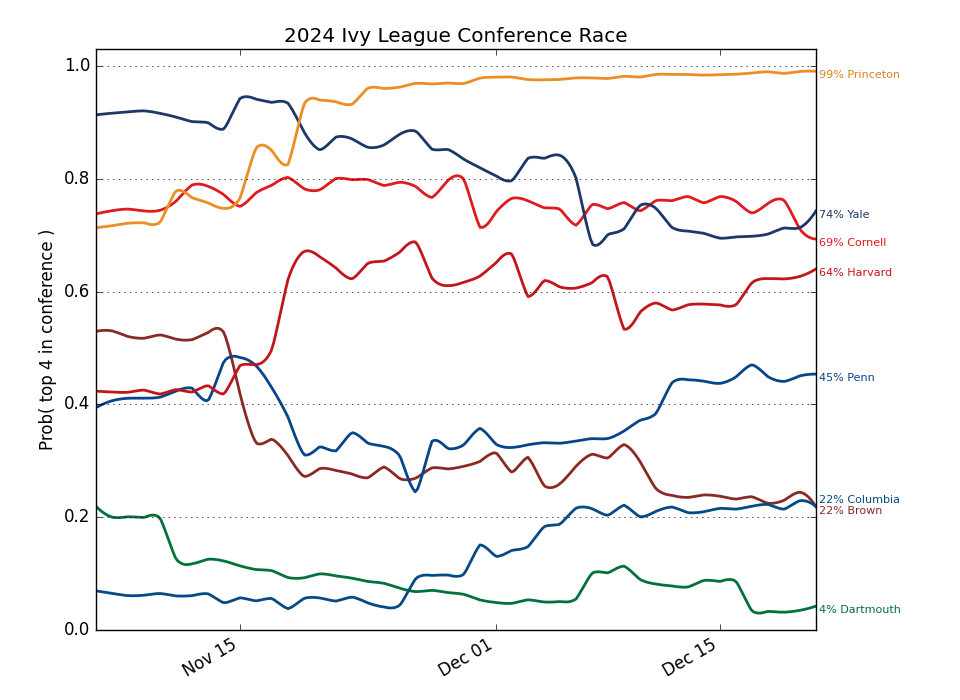 2024 Ivy League Conference Race
1.0
0.8
0.6
0.4
0.2
0.0
Prob( top 4 in conference )
Nov 15
Dec 01
Dec 15
99% Princeton
74% Yale
69% Cornell
64% Harvard
45% Penn
22% Columbia
22% Brown
4% Dartmouth